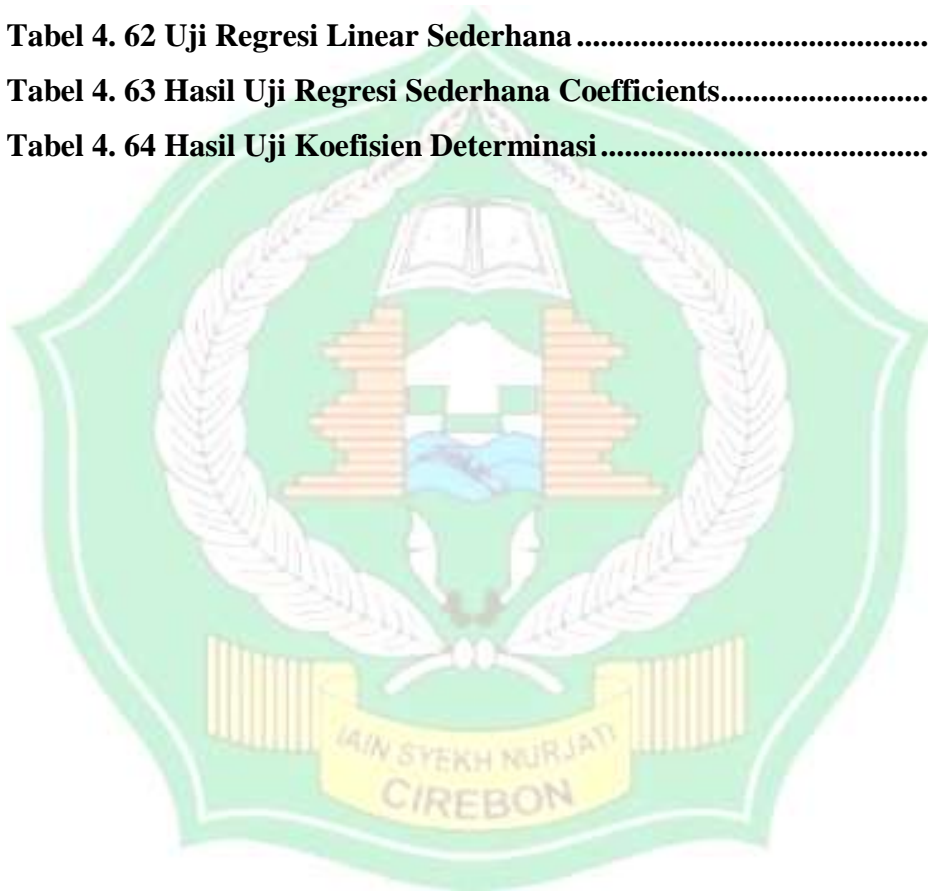 Tabel 4. 62 Uji Regresi Linear Sederhana ............................................
Tabel 4. 63 Hasil Uji Regresi Sederhana Coefficients..........................
Tabel 4. 64 Hasil Uji Koefisien Determinasi .........................................
IAIN SYEKH NURJATI
CIREBON